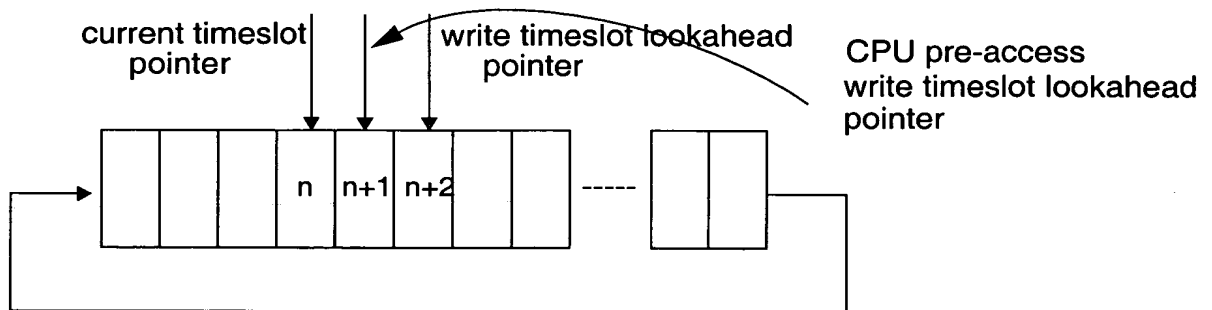 current timeslot
pointer
write timeslot lookahead
pointer
CPU pre-access
write timeslot lookahead
pointer
n
n+1
n+2